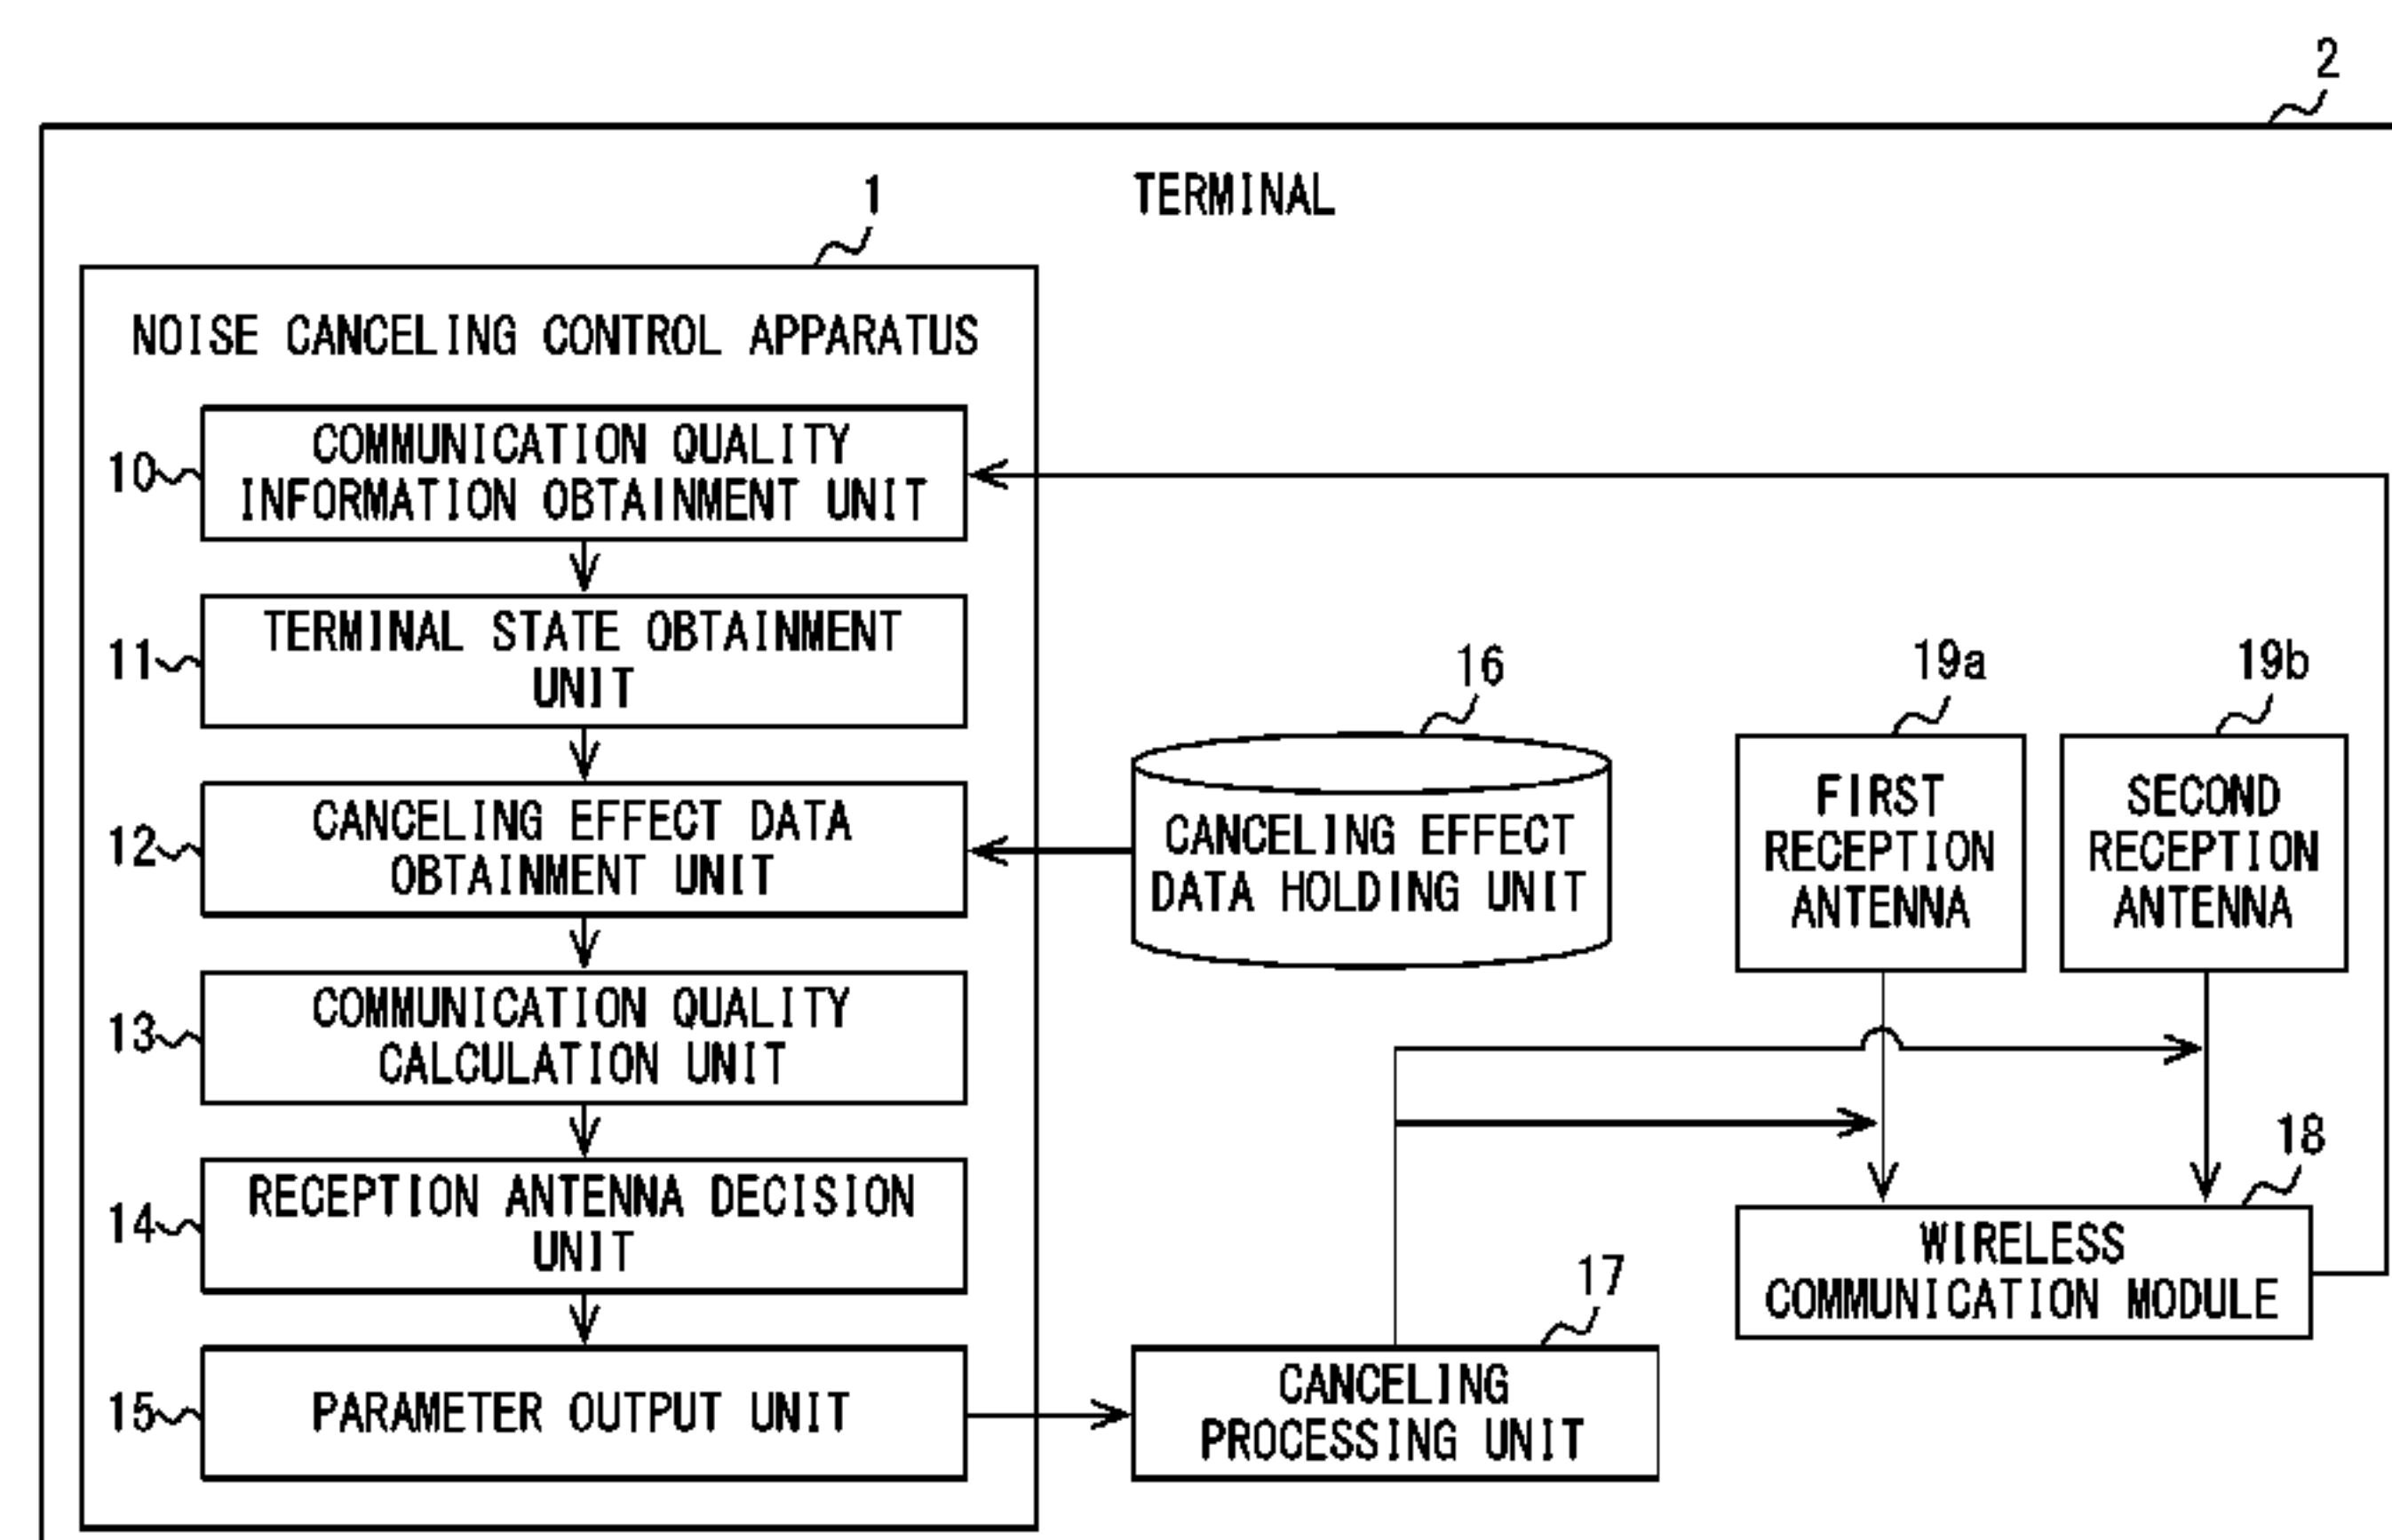 2
TERMINAL
1
NOISE CANCELING CONTROL APPARATUS
10
COMMUNICATION QUALITY
INFORMATION OBTAINMENT UNIT
11
TERMINAL STATE OBTAINMENT
UNIT
12
CANCELING EFFECT DATA
OBTAINMENT UNIT
13
COMMUNICATION QUALITY
CALCULATION UNIT
14
RECEPTION ANTENNA DECISION
UNIT
15
PARAMETER OUTPUT UNIT
16
CANCELING EFFECT
DATA HOLDING UNIT
19a
FIRST
RECEPTION
ANTENNA
19b
SECOND
RECEPTION
ANTENNA
18
WIRELESS
COMMUNICATION MODULE
17
CANCELING
PROCESSING UNIT